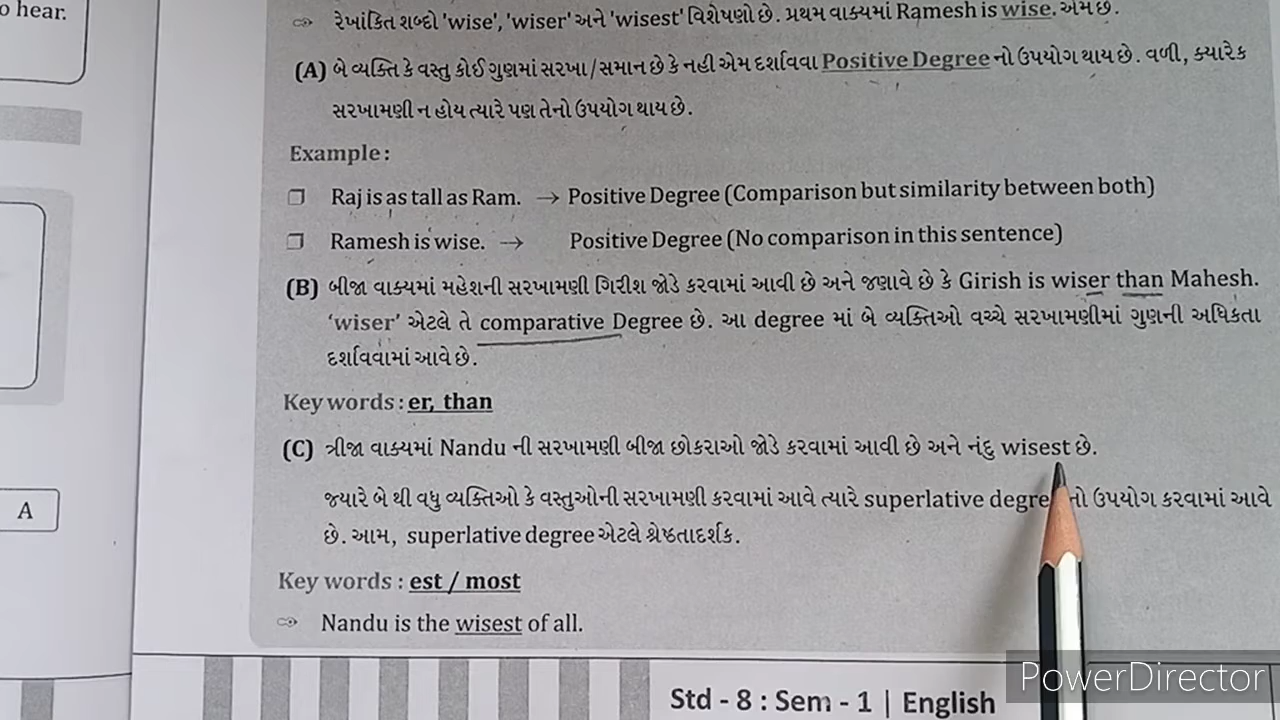 o hear.
રેખાંકિત શબ્દો 'wise', 'wiser' અને 'wisest' વિશેષણો છે. પ્રથમ વાક્યમાં Ramesh is wise. એમ છે.
(A) બે વ્યક્તિ કે વસ્તુ કોઈ ગુણમાં સરખા/સમાન છે કે નહી એમ દર્શાવવા Positive Degree નો ઉપયોગ થાય છે. વળી, ક્યારેક
સરખામણી ન હોય ત્યારે પણ તેનો ઉપયોગ થાય છે.
Example :
❒ Raj is as tall as Ram. → Positive Degree (Comparison but similarity between both)
❒ Ramesh is wise. → Positive Degree (No comparison in this sentence)
(B) બીજા વાક્યમાં મહેશની સરખામણી ગિરીશ જોડે કરવામાં આવી છે અને જણાવે છે કે Girish is wiser than Mahesh.
'wiser' એટલે તે comparative Degree છે. આ degree માં બે વ્યક્તિઓ વચ્ચે સરખામણીમાં ગુણની અધિકતા
દર્શાવવામાં આવે છે.
Key words : er, than
(C) ત્રીજા વાક્યમાં Nandu ની સરખામણી બીજા છોકરાઓ જોડે કરવામાં આવી છે અને નંદુ wisest છે.
જ્યારે બે થી વધુ વ્યક્તિઓ કે વસ્તુઓની સરખામણી કરવામાં આવે ત્યારે superlative degre નો ઉપયોગ કરવામાં આવે
છે. આમ, superlative degree એટલે શ્રેષ્ઠતાદર્શક.
A
Key words : est / most
Nandu is the wisest of all.
Std - 8 : Sem - 1 | English
PowerDirector